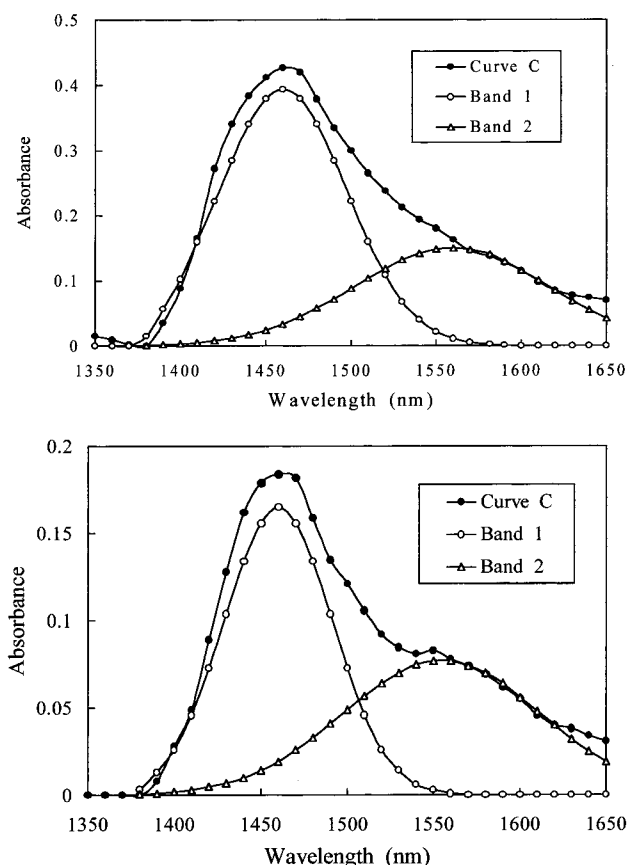 0.5
0.4
0.3
0.2
0.1
0
Absorbance
Curve C
Band 1
Band 2
1350 1400 1450 1500 1550 1600 1650
Wavelength (nm)
0.2
0.15
0.1
0.05
0
Absorbance
Curve C
Band 1
Band 2
1350 1400 1450 1500 1550 1600 1650
Wavelength (nm)